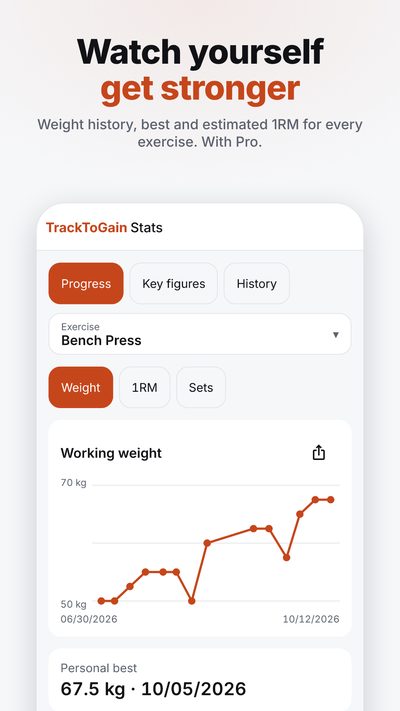 Watch yourself
get stronger
Weight history, best and estimated 1RM for every
exercise. With Pro.
TrackToGain Stats
Progress
Key figures
History
Exercise
Bench Press
Weight
1RM
Sets
Working weight
70 kg
50 kg
06/30/2026
10/12/2026
Personal best
67.5 kg · 10/05/2026